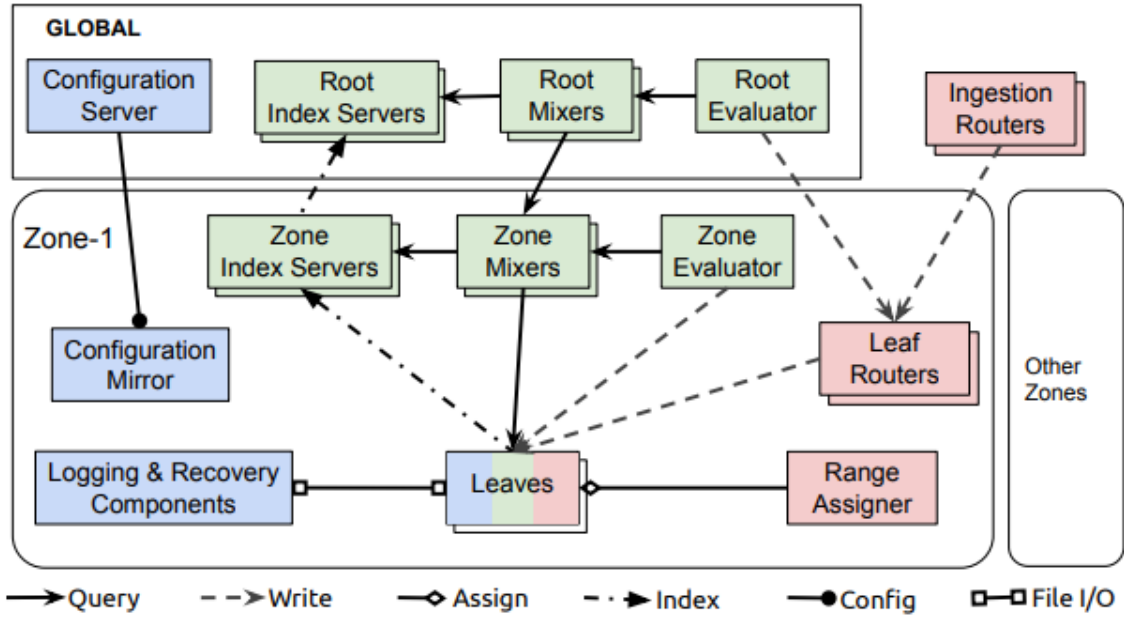 GLOBAL
Configuration
Server
Root
Index Servers
Root
Mixers
Root
Evaluator
Ingestion
Routers
Zone-1
Zone
Index Servers
Zone
Mixers
Zone
Evaluator
Configuration
Mirror
Leaf
Routers
Other
Zones
Logging & Recovery
Components
Leaves
Range
Assigner
Query
Write
Assign
Index
Config
File I/O